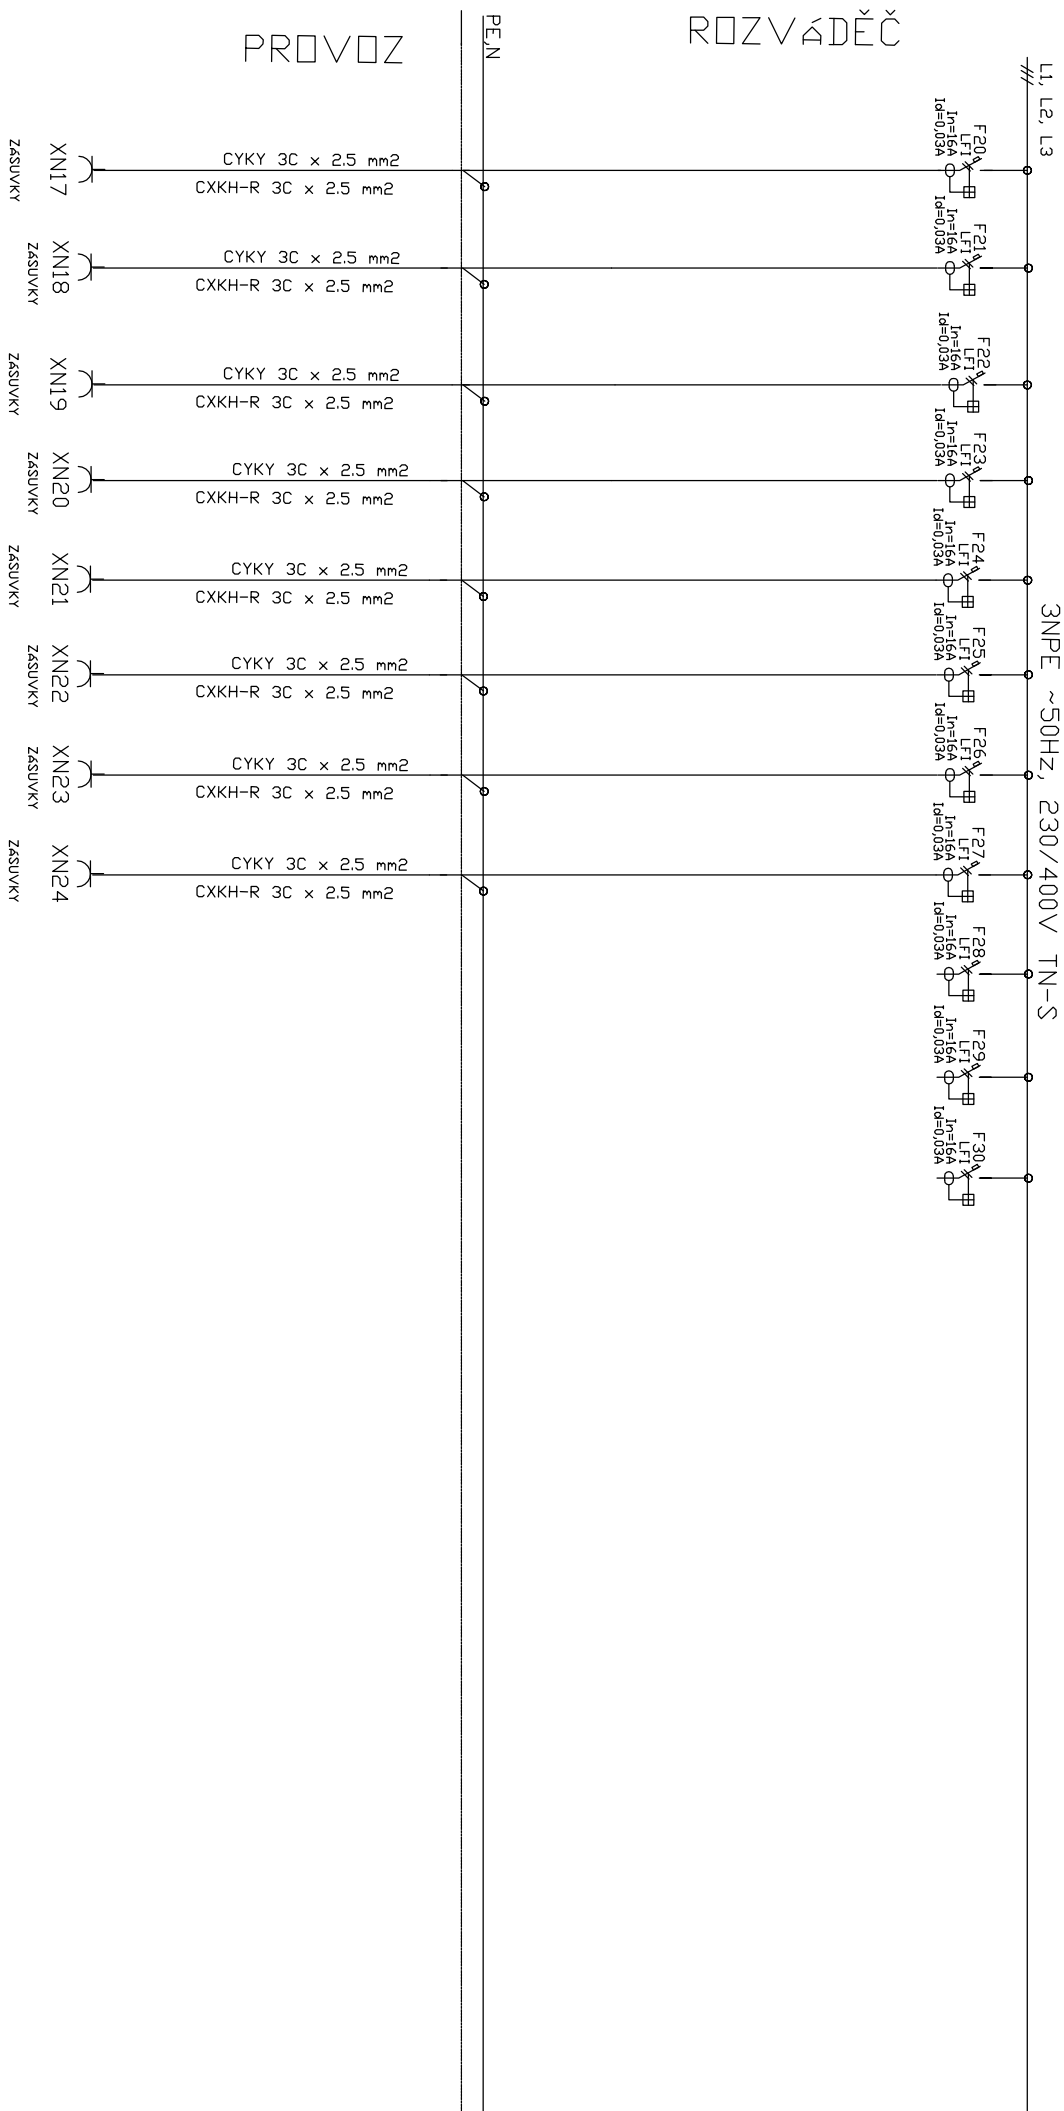 ROZVÁDĚČ
PROVOZ
PE,N
L1, L2, L3
3NPE ~50Hz, 230/400V TN-S
F20
LFI
In=16A
Id=0,03A
CYKY 3C x 2.5 mm2
CXKH-R 3C x 2.5 mm2
XN17
ZÁSUVKY
F21
LFI
In=16A
Id=0,03A
CYKY 3C x 2.5 mm2
CXKH-R 3C x 2.5 mm2
XN18
ZÁSUVKY
F22
LFI
In=16A
Id=0,03A
CYKY 3C x 2.5 mm2
CXKH-R 3C x 2.5 mm2
XN19
ZÁSUVKY
F23
LFI
In=16A
Id=0,03A
CYKY 3C x 2.5 mm2
CXKH-R 3C x 2.5 mm2
XN20
ZÁSUVKY
F24
LFI
In=16A
Id=0,03A
CYKY 3C x 2.5 mm2
CXKH-R 3C x 2.5 mm2
XN21
ZÁSUVKY
F25
LFI
In=16A
Id=0,03A
CYKY 3C x 2.5 mm2
CXKH-R 3C x 2.5 mm2
XN22
ZÁSUVKY
F26
LFI
In=16A
Id=0,03A
CYKY 3C x 2.5 mm2
CXKH-R 3C x 2.5 mm2
XN23
ZÁSUVKY
F27
LFI
In=16A
Id=0,03A
CYKY 3C x 2.5 mm2
CXKH-R 3C x 2.5 mm2
XN24
ZÁSUVKY
F28
LFI
In=16A
Id=0,03A
F29
LFI
In=16A
Id=0,03A
F30
LFI
In=16A
Id=0,03A